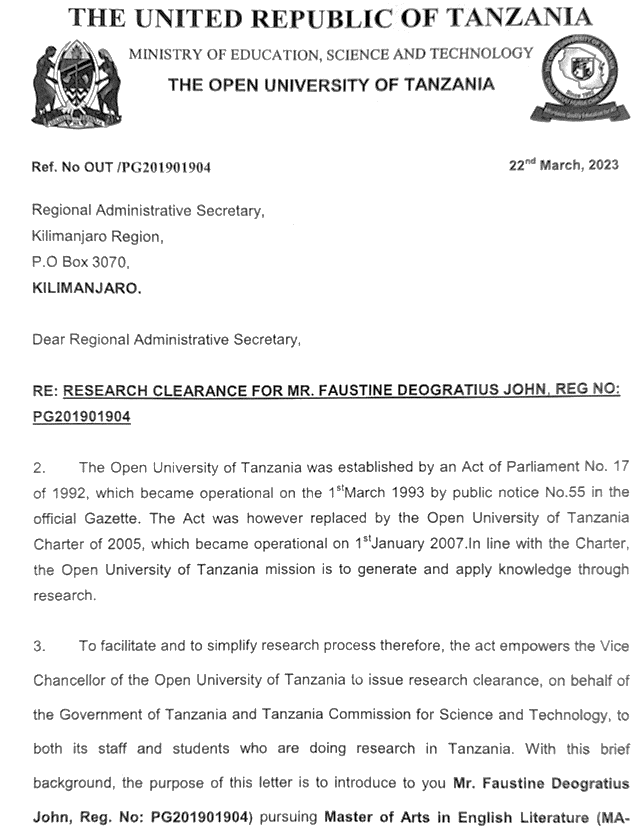 THE UNITED REPUBLIC OF TANZANIA
MINISTRY OF EDUCATION, SCIENCE AND TECHNOLOGY
THE OPEN UNIVERSITY OF TANZANIA
Ref. No OUT /PG201901904
22nd March, 2023
Regional Administrative Secretary,
Kilimanjaro Region,
P.O Box 3070,
KILIMANJARO.
Dear Regional Administrative Secretary,
RE: RESEARCH CLEARANCE FOR MR. FAUSTINE DEOGRATIUS JOHN, REG NO:
PG201901904
2. The Open University of Tanzania was established by an Act of Parliament No. 17
of 1992, which became operational on the 1stMarch 1993 by public notice No.55 in the
official Gazette. The Act was however replaced by the Open University of Tanzania
Charter of 2005, which became operational on 1stJanuary 2007.In line with the Charter,
the Open University of Tanzania mission is to generate and apply knowledge through
research.
3. To facilitate and to simplify research process therefore, the act empowers the Vice
Chancellor of the Open University of Tanzania to issue research clearance, on behalf of
the Government of Tanzania and Tanzania Commission for Science and Technology, to
both its staff and students who are doing research in Tanzania. With this brief
background, the purpose of this letter is to introduce to you Mr. Faustine Deogratius
John, Reg. No: PG201901904) pursuing Master of Arts in English Literature (MA-